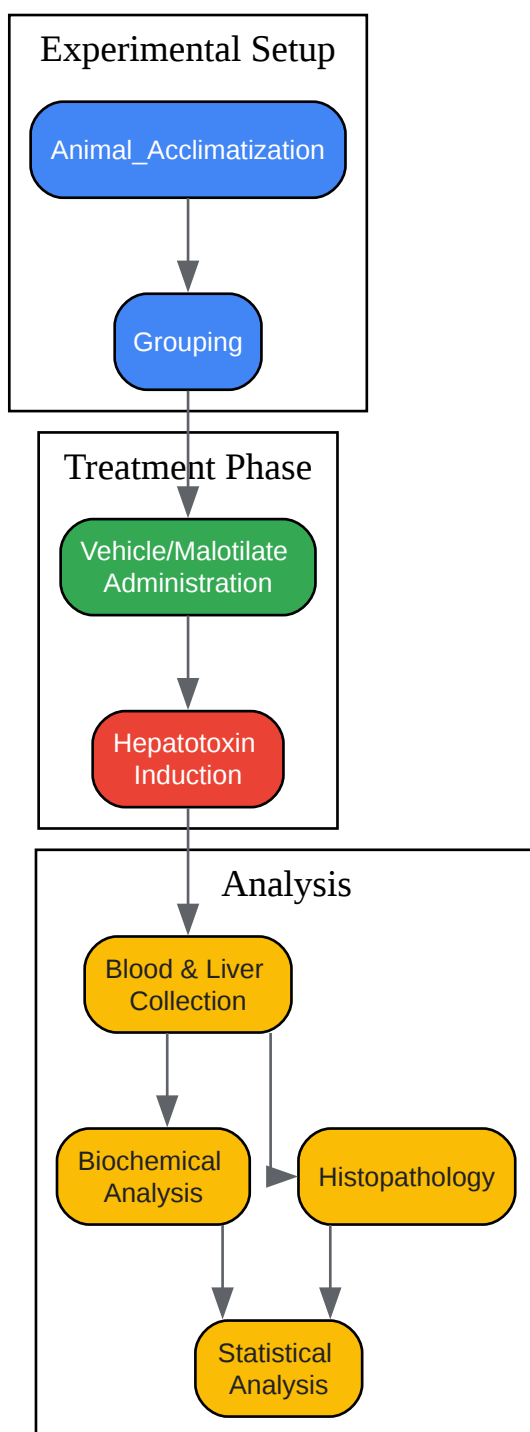 Experimental Setup
Animal_Acclimatization
Grouping
Treatment Phase
Vehicle/Malotilate
Administration
Hepatotoxin
Induction
Analysis
Blood & Liver
Collection
Biochemical
Analysis
Histopathology
Statistical
Analysis